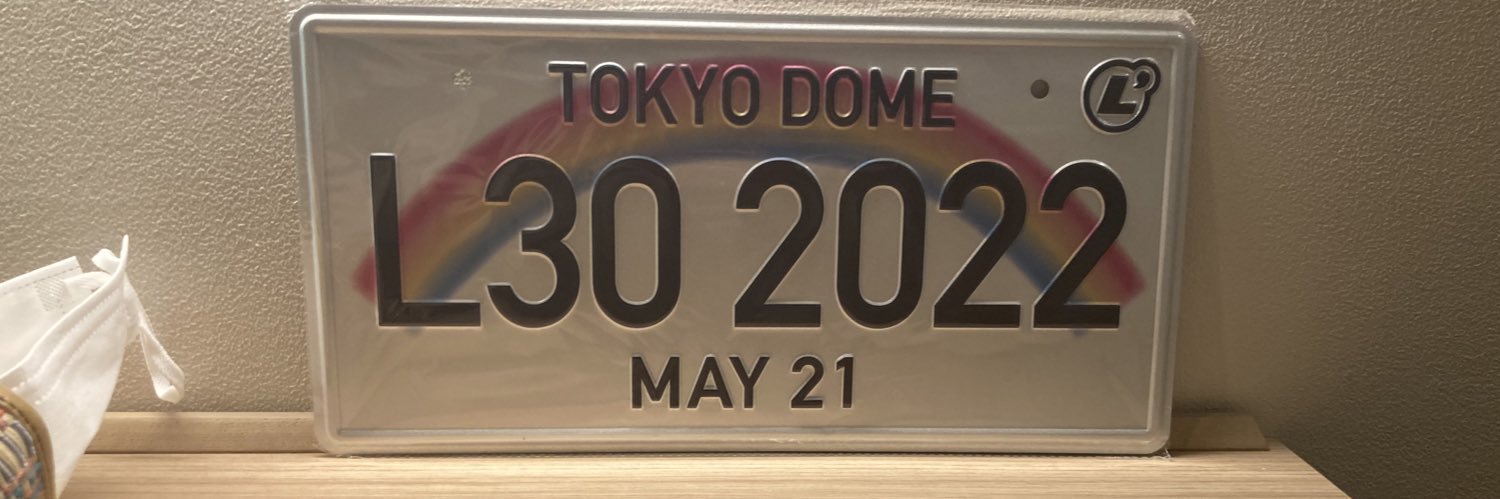 TOKYO DOME
L'
L30 2022
MAY 21